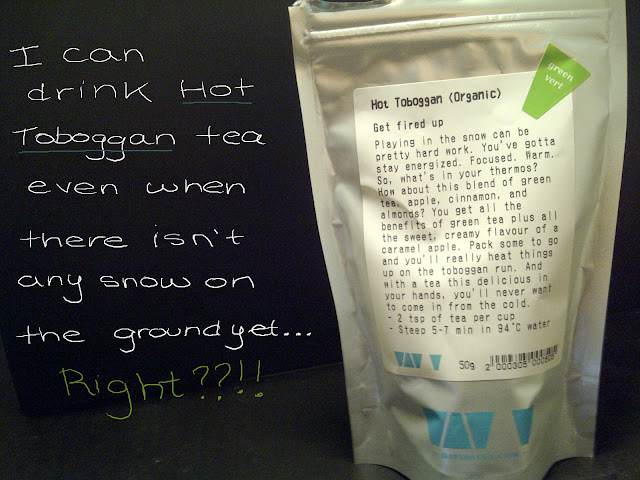 I can
drink Hot
Toboggan tea
even when
there isn't
any snow on
the ground yet...
Right??!!
green
vert
Hot Toboggan (Organic)
Get fired up
Playing in the snow can be
pretty hard work. You've gotta
stay energized. Focused. Warm.
So, what's in your thermos?
How about this blend of green
tea, apple, cinnamon, and
almonds? You get all the
benefits of green tea plus all
the sweet, creamy flavour of a
caramel apple. Pack some to go
and you'll really heat things
up on the toboggan run. And
with a tea this delicious in
your hands, you'll never want
to come in from the cold.
- 2 tsp of tea per cup
- Steep 5-7 min in 94°C water
50g